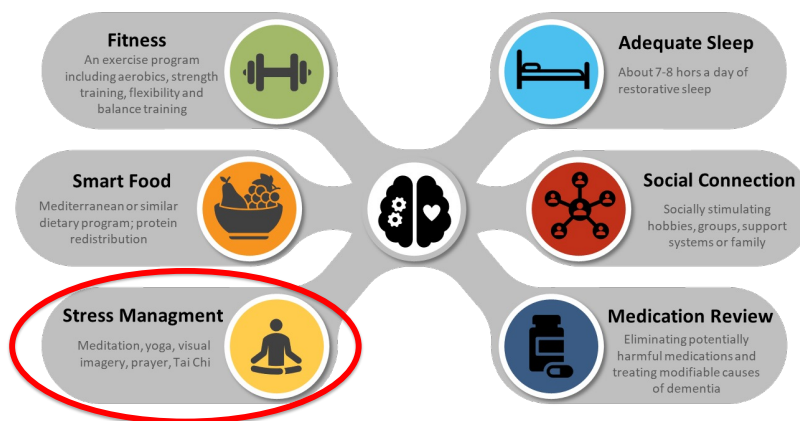 Fitness
An exercise program
including aerobics, strength
training, flexibility and
balance training
Adequate Sleep
About 7-8 hors a day of
restorative sleep
Smart Food
Mediterranean or similar
dietary program; protein
redistribution
Social Connection
Socially stimulating
hobbies, groups, support
systems or family
Stress Managment
Meditation, yoga, visual
imagery, prayer, Tai Chi
Medication Review
Eliminating potentially
harmful medications and
treating modifiable causes
of dementia